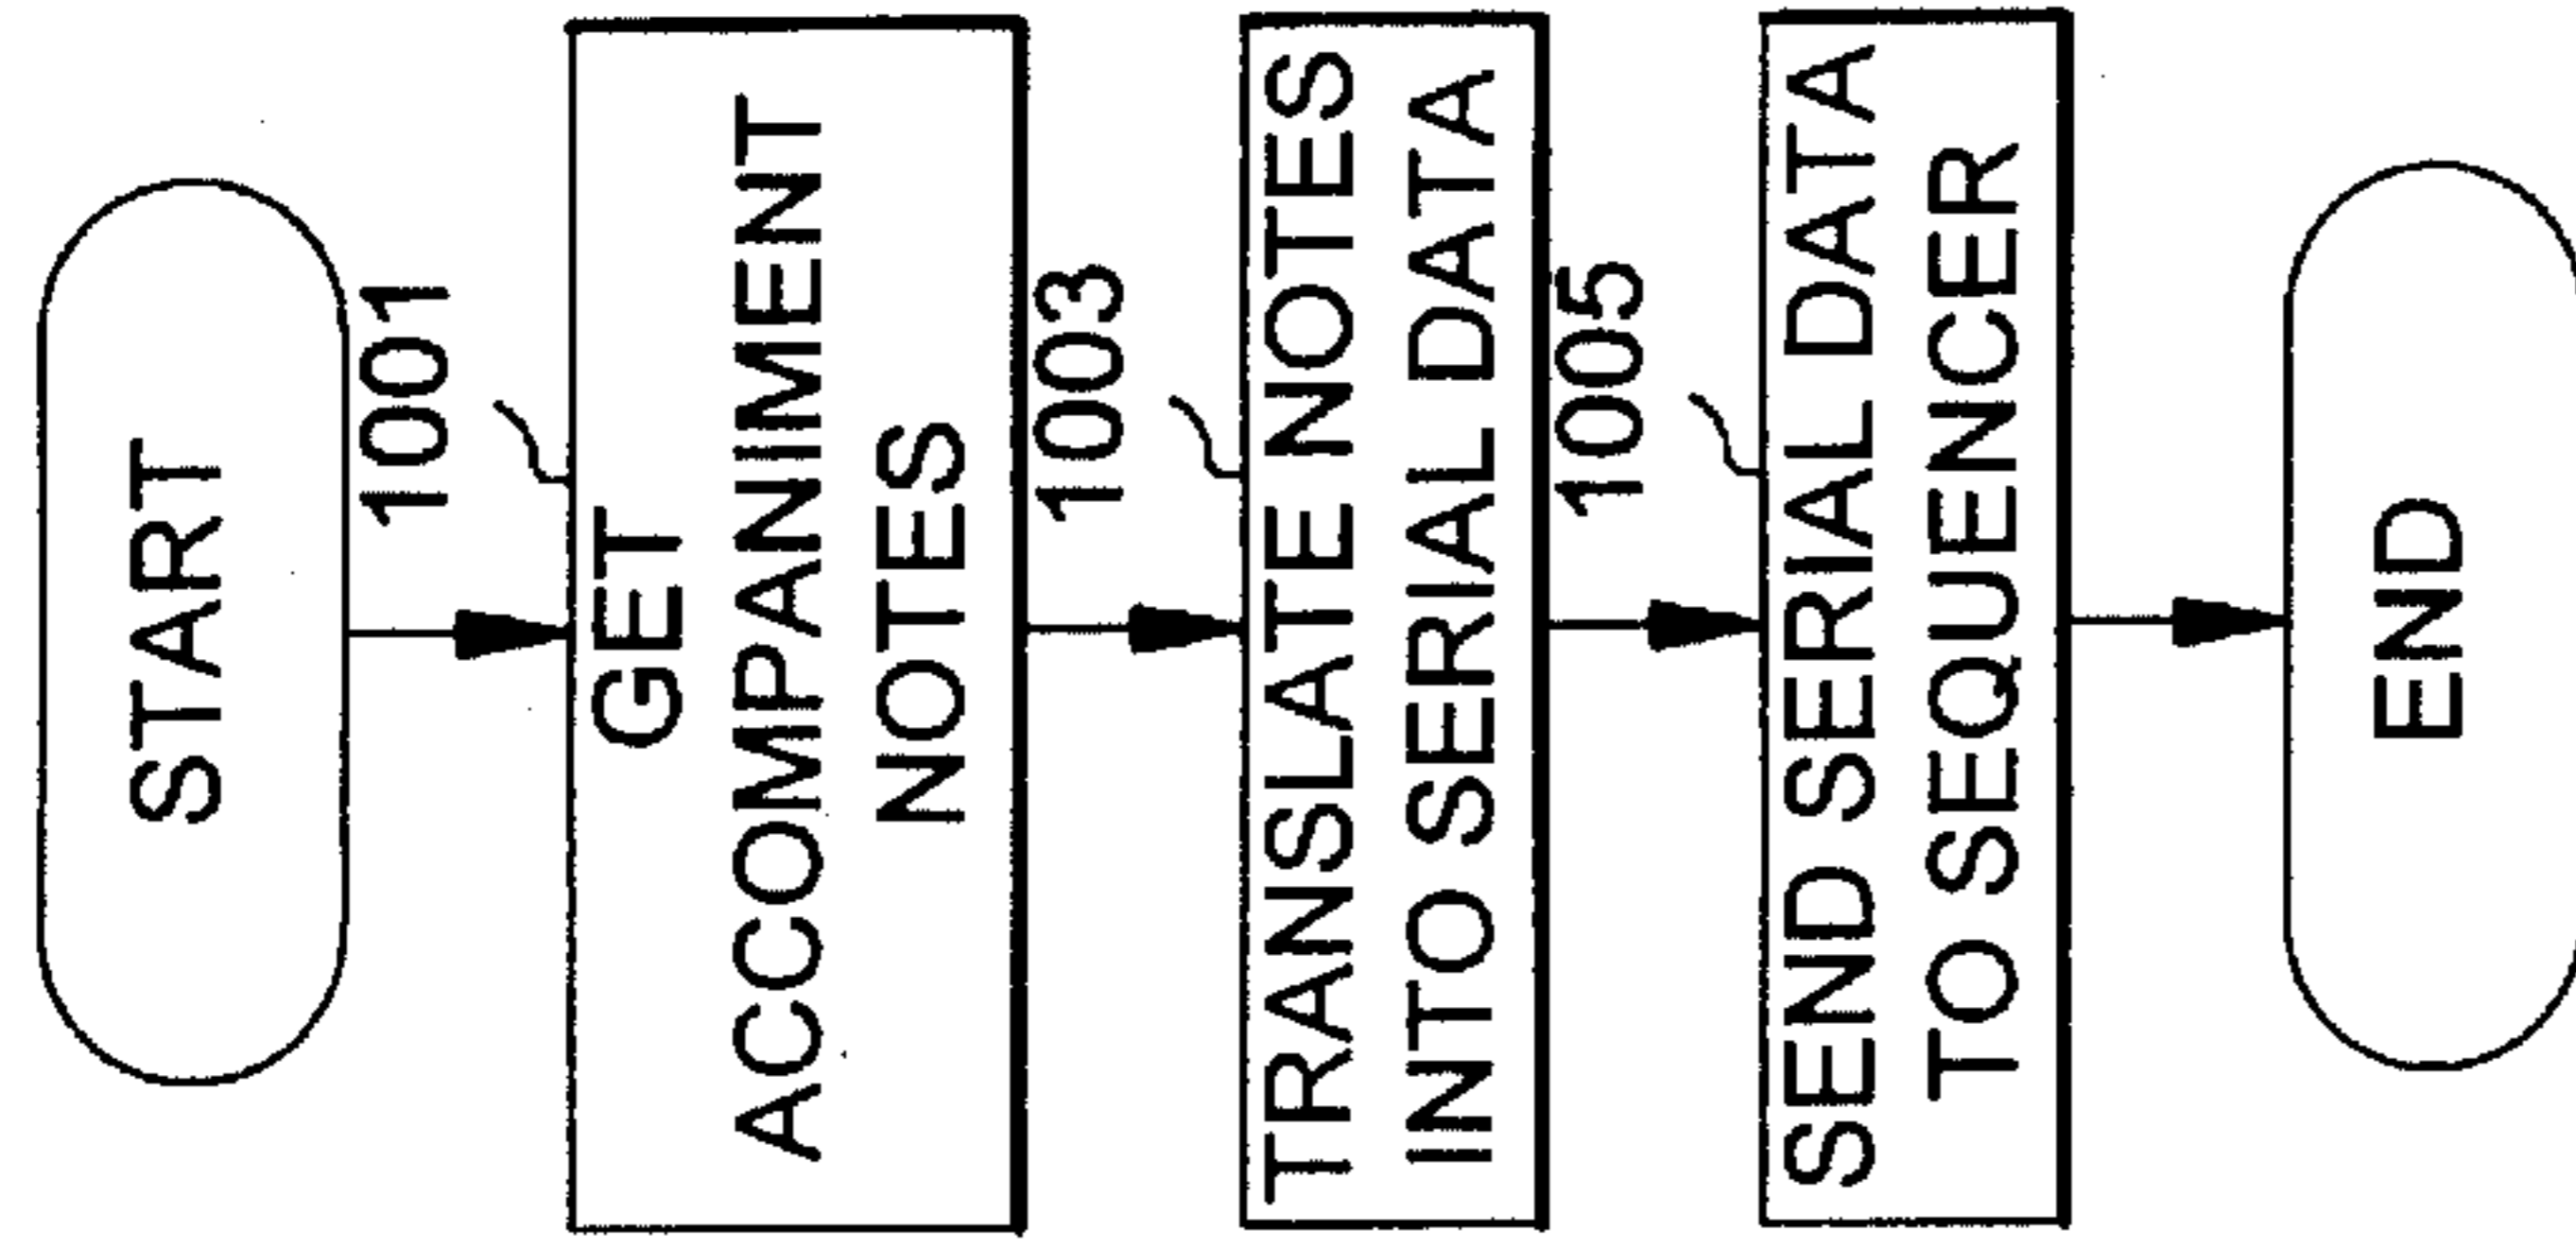 START
1001
GET
ACCOMPANIMENT
NOTES
1003
TRANSLATE NOTES
INTO SERIAL DATA
1005
SEND SERIAL DATA
TO SEQUENCER
END